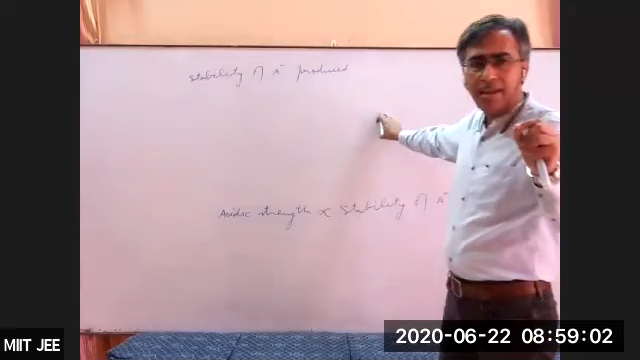 Stability of A⁻ produced
Acidic strength ∝ Stability of A⁻
MIIT JEE
2020-06-22 08:59:02